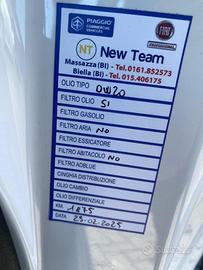 PIAGGIO
COMMERCIAL
VEHICLES
FIAT
PROFESSIONAL
NT New Team
Massazza (BI) - Tel.0161.852573
Biella (BI) - Tel. 015.406175
OLIO TIPO 0W20
FILTRO OLIO SI
FILTRO GASOLIO
FILTRO ARIA NO
FILTRO ESSICATORE
FILTRO ABITACOLO NO
FILTRO ADBLUE
CINGHIA DISTRIBUZIONE
OLIO CAMBIO
OLIO DIFFERENZIALE
KM 1875
DATA 25-02-2025